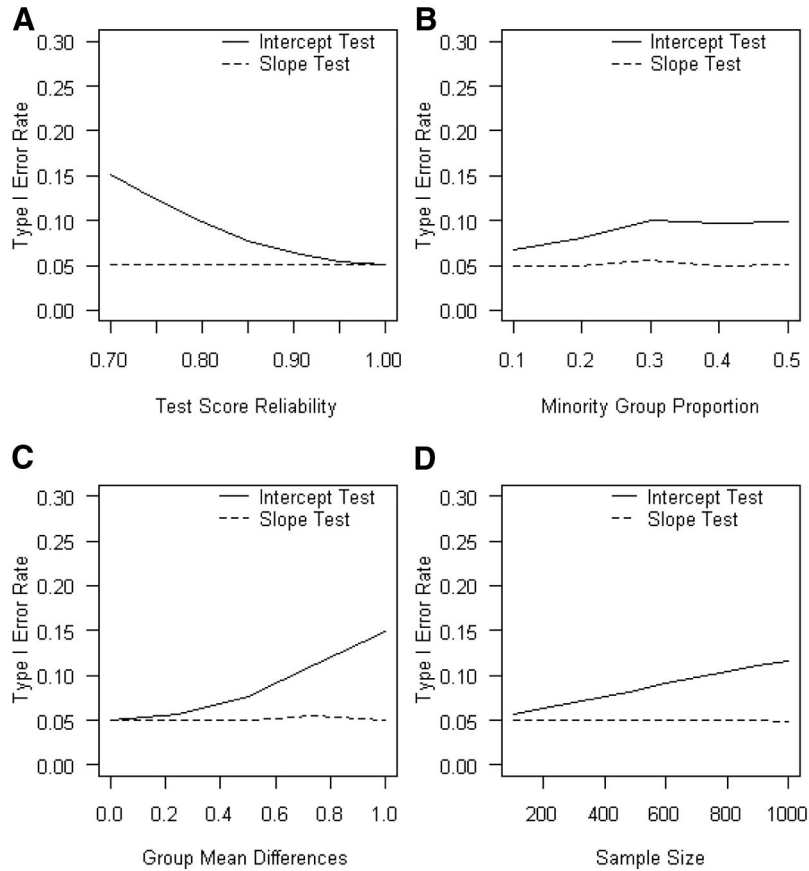 A
Intercept Test
Slope Test
Type I Error Rate
0.30
0.25
0.20
0.15
0.10
0.05
0.00
0.70 0.80 0.90 1.00
Test Score Reliability
B
Intercept Test
Slope Test
Type I Error Rate
0.30
0.25
0.20
0.15
0.10
0.05
0.00
0.1 0.2 0.3 0.4 0.5
Minority Group Proportion
C
Intercept Test
Slope Test
Type I Error Rate
0.30
0.25
0.20
0.15
0.10
0.05
0.00
0.0 0.2 0.4 0.6 0.8 1.0
Group Mean Differences
D
Intercept Test
Slope Test
Type I Error Rate
0.30
0.25
0.20
0.15
0.10
0.05
0.00
200 400 600 800 1000
Sample Size